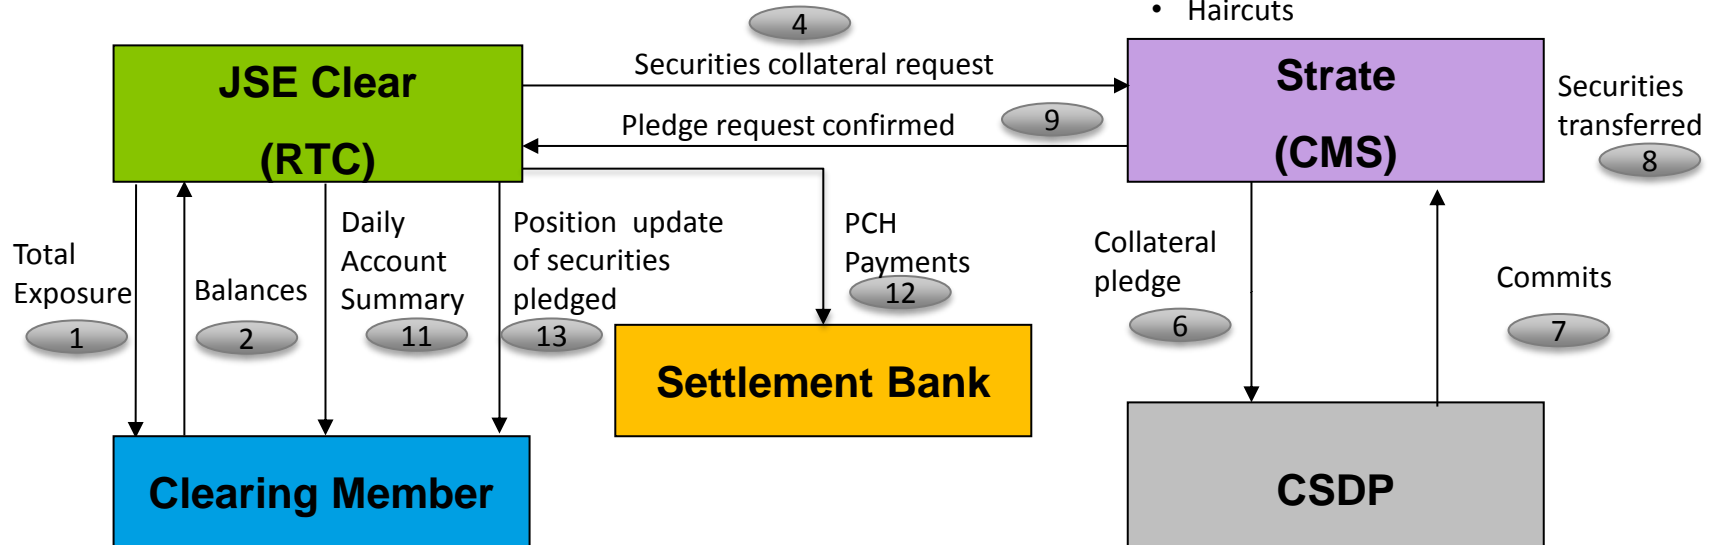 • Haircuts
4
JSE Clear
(RTC)
Securities collateral request
Pledge request confirmed
9
Strate
(CMS)
Securities
transferred
8
Total
Exposure
1
Balances
2
Daily
Account
Summary
11
Position update
of securities
pledged
13
PCH
Payments
12
Collateral
pledge
6
Commits
7
Settlement Bank
Clearing Member
CSDP